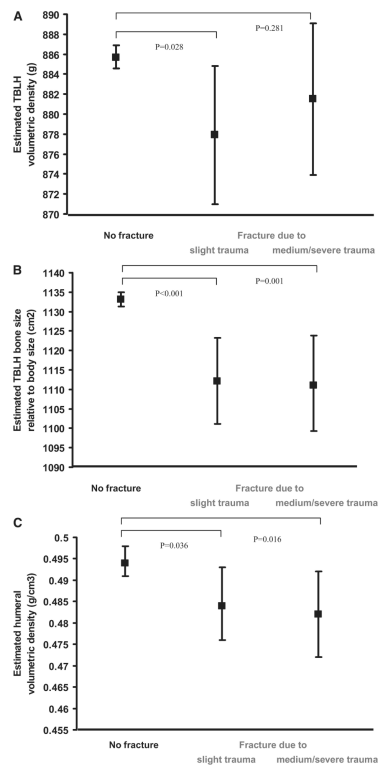 A
Estimated TBLH
volumetric density (g)
890
888
886
884
882
880
878
876
874
872
870
P=0.281
P=0.028
No fracture
Fracture due to
slight trauma
medium/severe trauma
B
Estimated TBLH bone size
relative to body size (cm2)
1140
1135
1130
1125
1120
1115
1110
1105
1100
1095
1090
P=0.001
P<0.001
No fracture
Fracture due to
slight trauma
medium/severe trauma
C
Estimated humeral
volumetric density (g/cm3)
0.5
0.495
0.49
0.485
0.48
0.475
0.47
0.465
0.46
0.455
P=0.036
P=0.016
No fracture
Fracture due to
slight trauma
medium/severe trauma